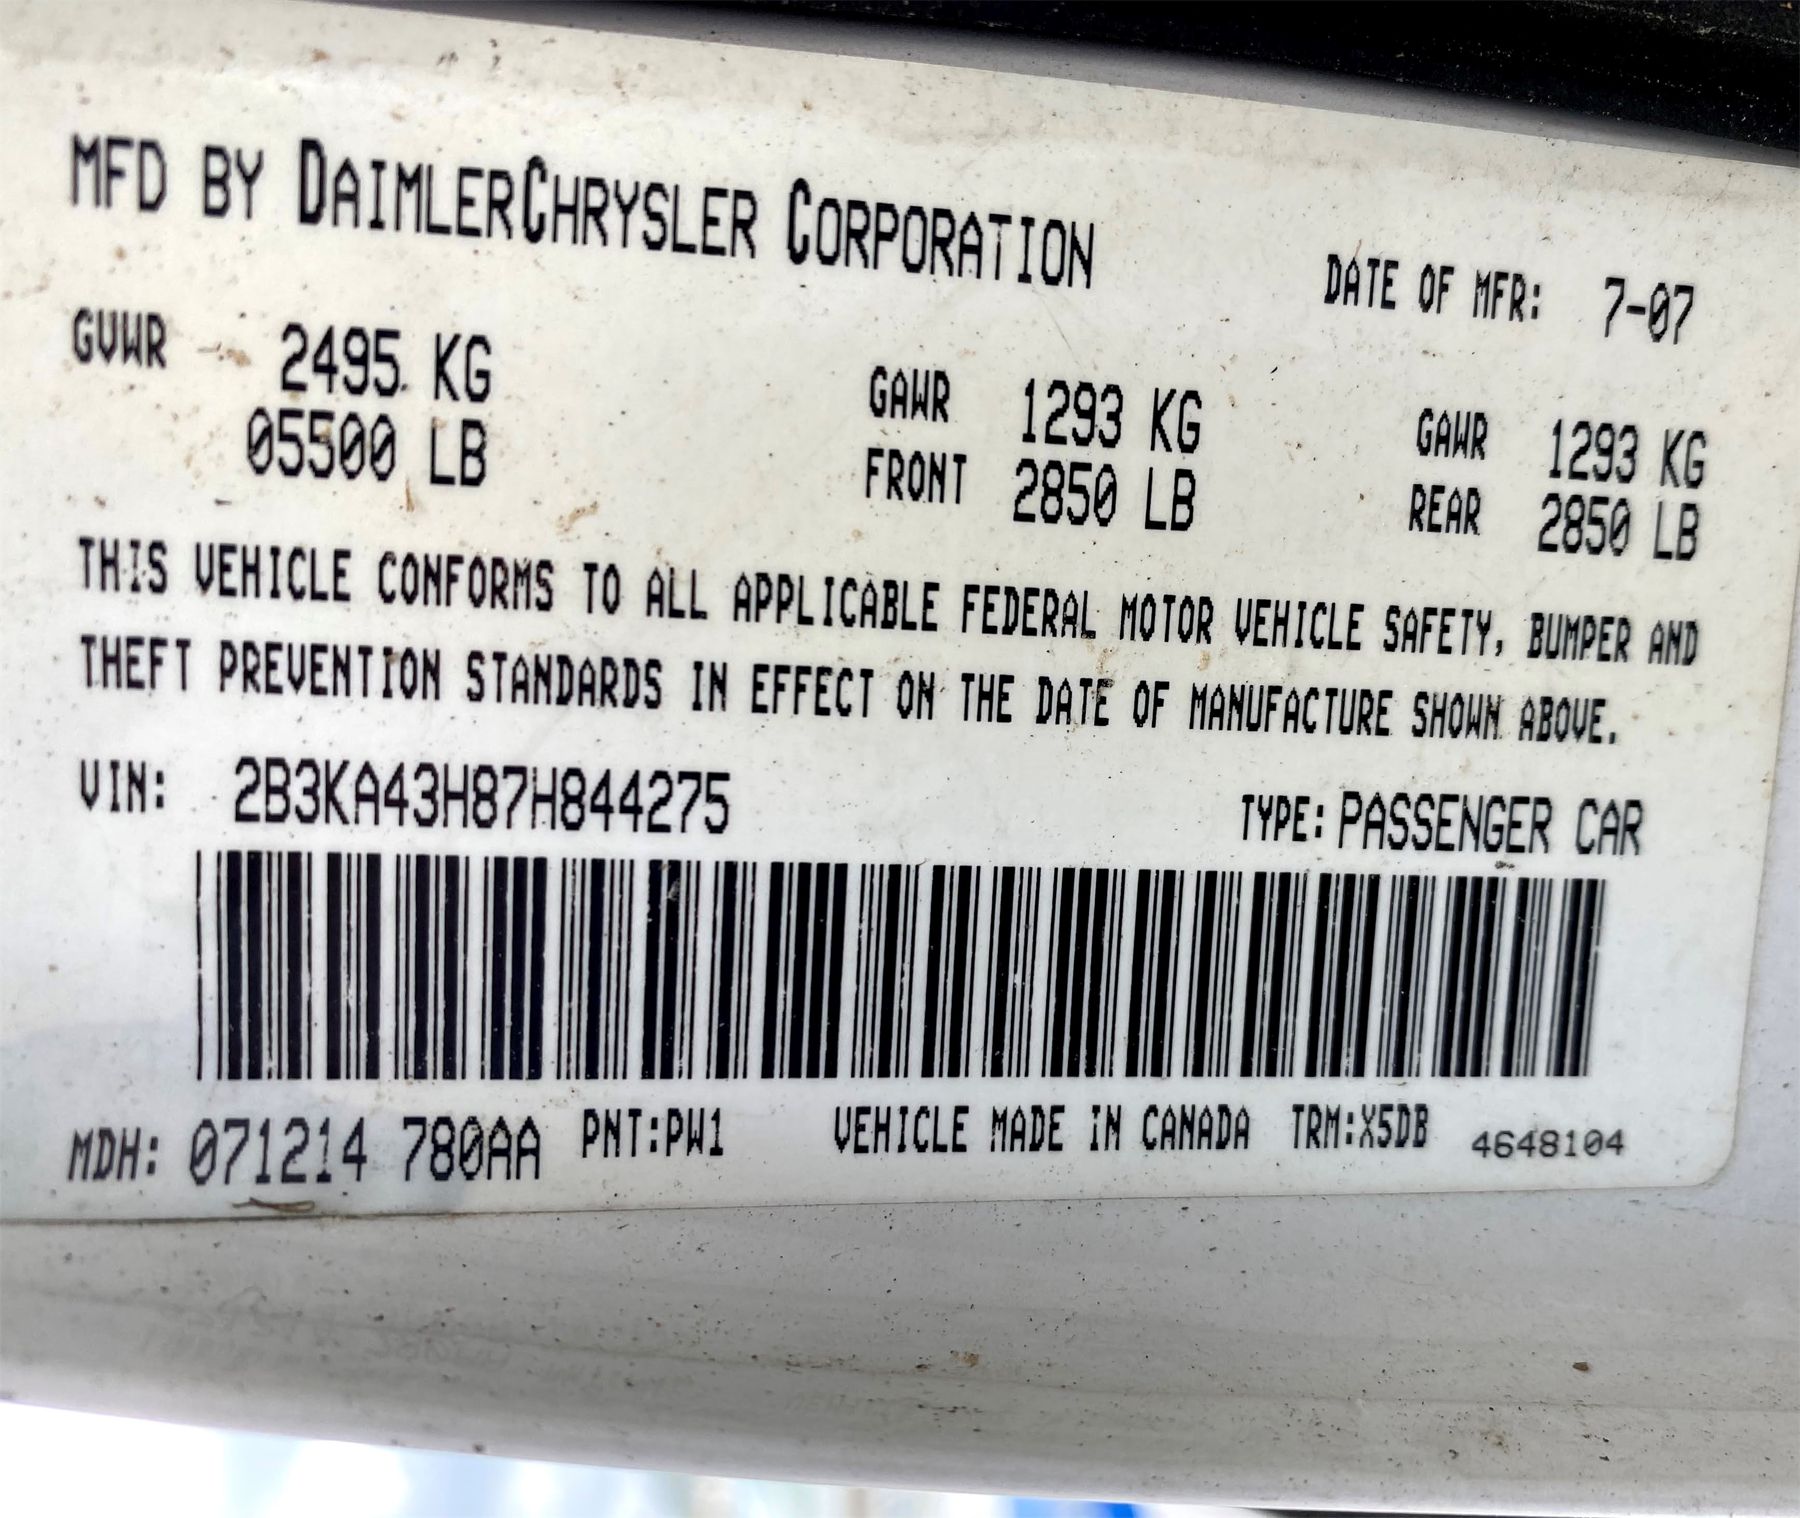 MFD BY DAIMLERCHRYSLER CORPORATION DATE OF MFR: 7-07
GVWR 2495 KG GAWR 1293 KG GAWR 1293 KG
05500 LB FRONT 2850 LB REAR 2850 LB
THIS VEHICLE CONFORMS TO ALL APPLICABLE FEDERAL MOTOR VEHICLE SAFETY, BUMPER AND
THEFT PREVENTION STANDARDS IN EFFECT ON THE DATE OF MANUFACTURE SHOWN ABOVE.
VIN: 2B3KA43H87H844275 TYPE: PASSENGER CAR
MDH: 071214 780AA PNT:PW1 VEHICLE MADE IN CANADA TRM:X5DB 4648104